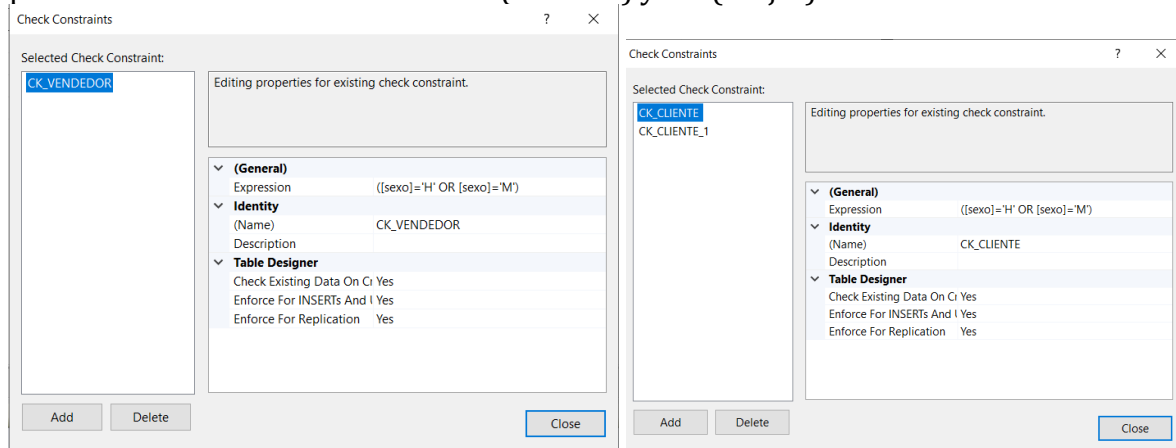 Check Constraints ? ×
Selected Check Constraint:
CK_VENDEDOR
Editing properties for existing check constraint.
(General)
Expression ([sexo]='H' OR [sexo]='M')
Identity
(Name) CK_VENDEDOR
Description
Table Designer
Check Existing Data On Cr Yes
Enforce For INSERTs And U Yes
Enforce For Replication Yes
Add Delete
Close
Check Constraints ? ×
Selected Check Constraint:
CK_CLIENTE
CK_CLIENTE_1
Editing properties for existing check constraint.
(General)
Expression ([sexo]='H' OR [sexo]='M')
Identity
(Name) CK_CLIENTE
Description
Table Designer
Check Existing Data On Cr Yes
Enforce For INSERTs And U Yes
Enforce For Replication Yes
Add Delete
Close